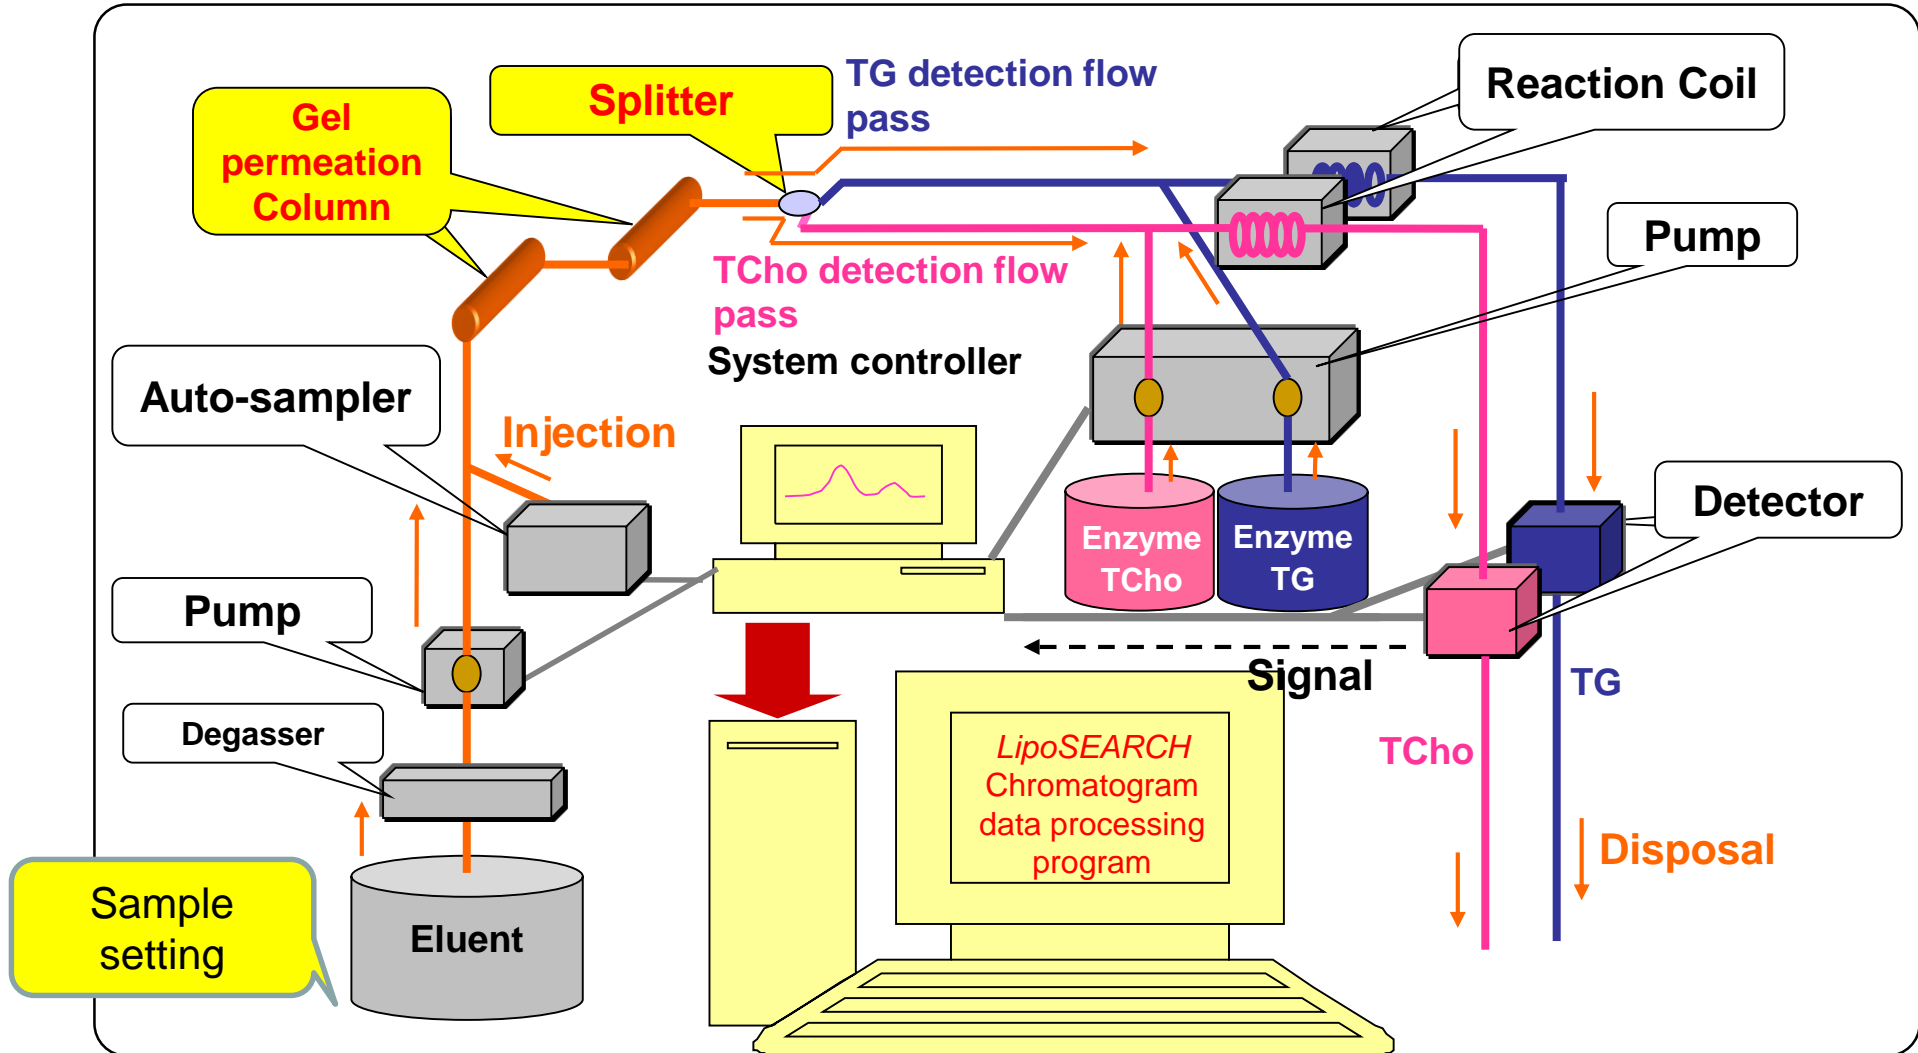 TG detection flow
pass
Reaction Coil
Splitter
Gel
permeation
Column
Pump
TCho detection flow
pass
System controller
Auto-sampler
Injection
Detector
Enzyme
TCho
Enzyme
TG
Pump
Signal
TG
Degasser
LipoSEARCH
Chromatogram
data processing
program
TCho
Disposal
Sample
setting
Eluent